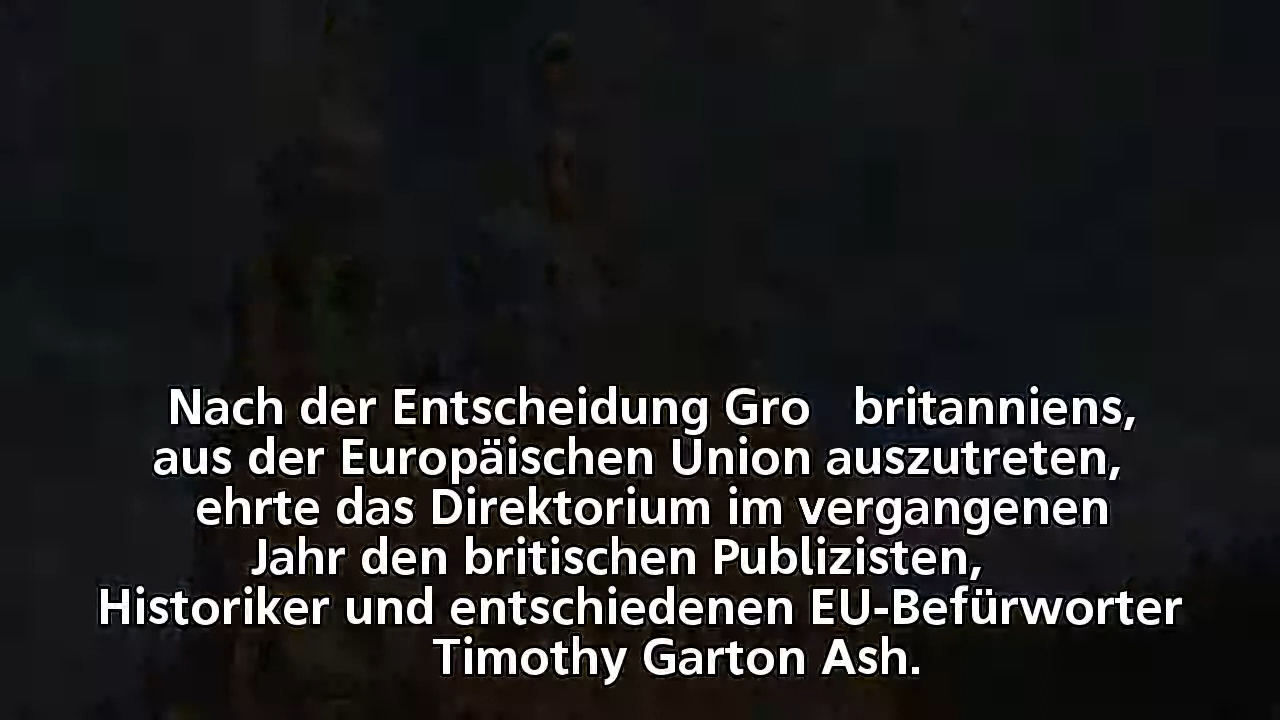 Nach der Entscheidung Gro britanniens,
aus der Europäischen Union auszutreten,
ehrte das Direktorium im vergangenen
Jahr den britischen Publizisten,
Historiker und entschiedenen EU-Befürworter
Timothy Garton Ash.